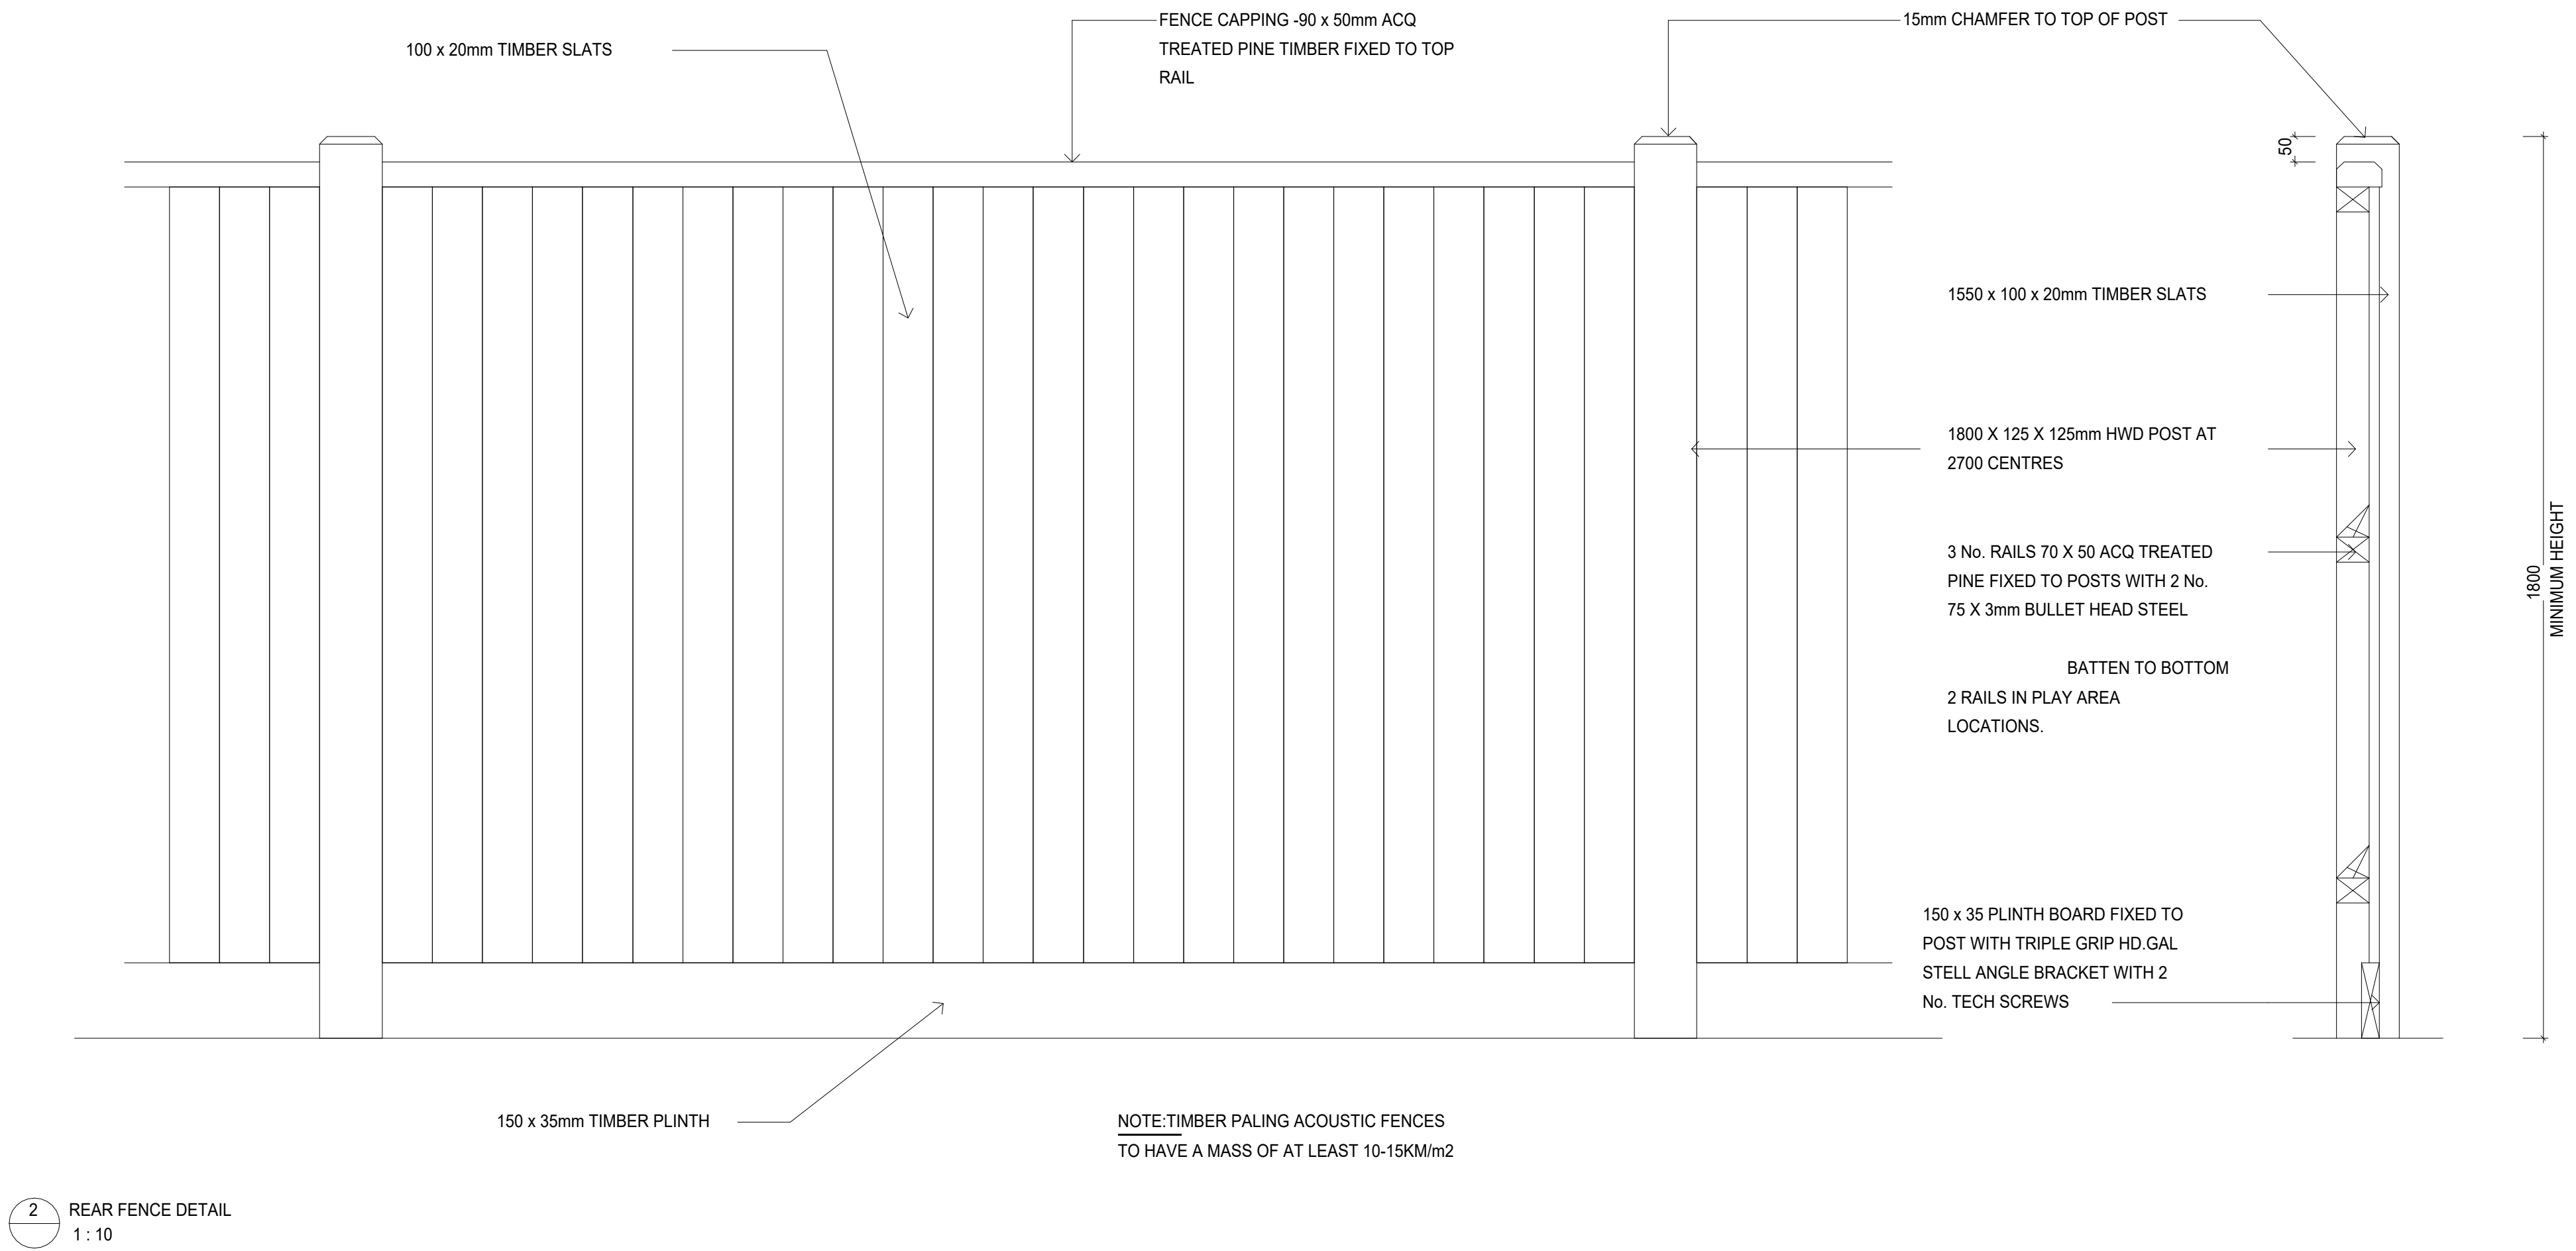 FENCE CAPPING -90 x 50mm ACQ
TREATED PINE TIMBER FIXED TO TOP
RAIL
15mm CHAMFER TO TOP OF POST
100 x 20mm TIMBER SLATS
50
1550 x 100 x 20mm TIMBER SLATS
1800 X 125 X 125mm HWD POST AT
2700 CENTRES
3 No. RAILS 70 X 50 ACQ TREATED
PINE FIXED TO POSTS WITH 2 No.
75 X 3mm BULLET HEAD STEEL
BATTEN TO BOTTOM
2 RAILS IN PLAY AREA
LOCATIONS.
1800
MINIMUM HEIGHT
150 x 35 PLINTH BOARD FIXED TO
POST WITH TRIPLE GRIP HD.GAL
STELL ANGLE BRACKET WITH 2
No. TECH SCREWS
150 x 35mm TIMBER PLINTH
NOTE:TIMBER PALING ACOUSTIC FENCES
TO HAVE A MASS OF AT LEAST 10-15KM/m2
2
REAR FENCE DETAIL
1 : 10